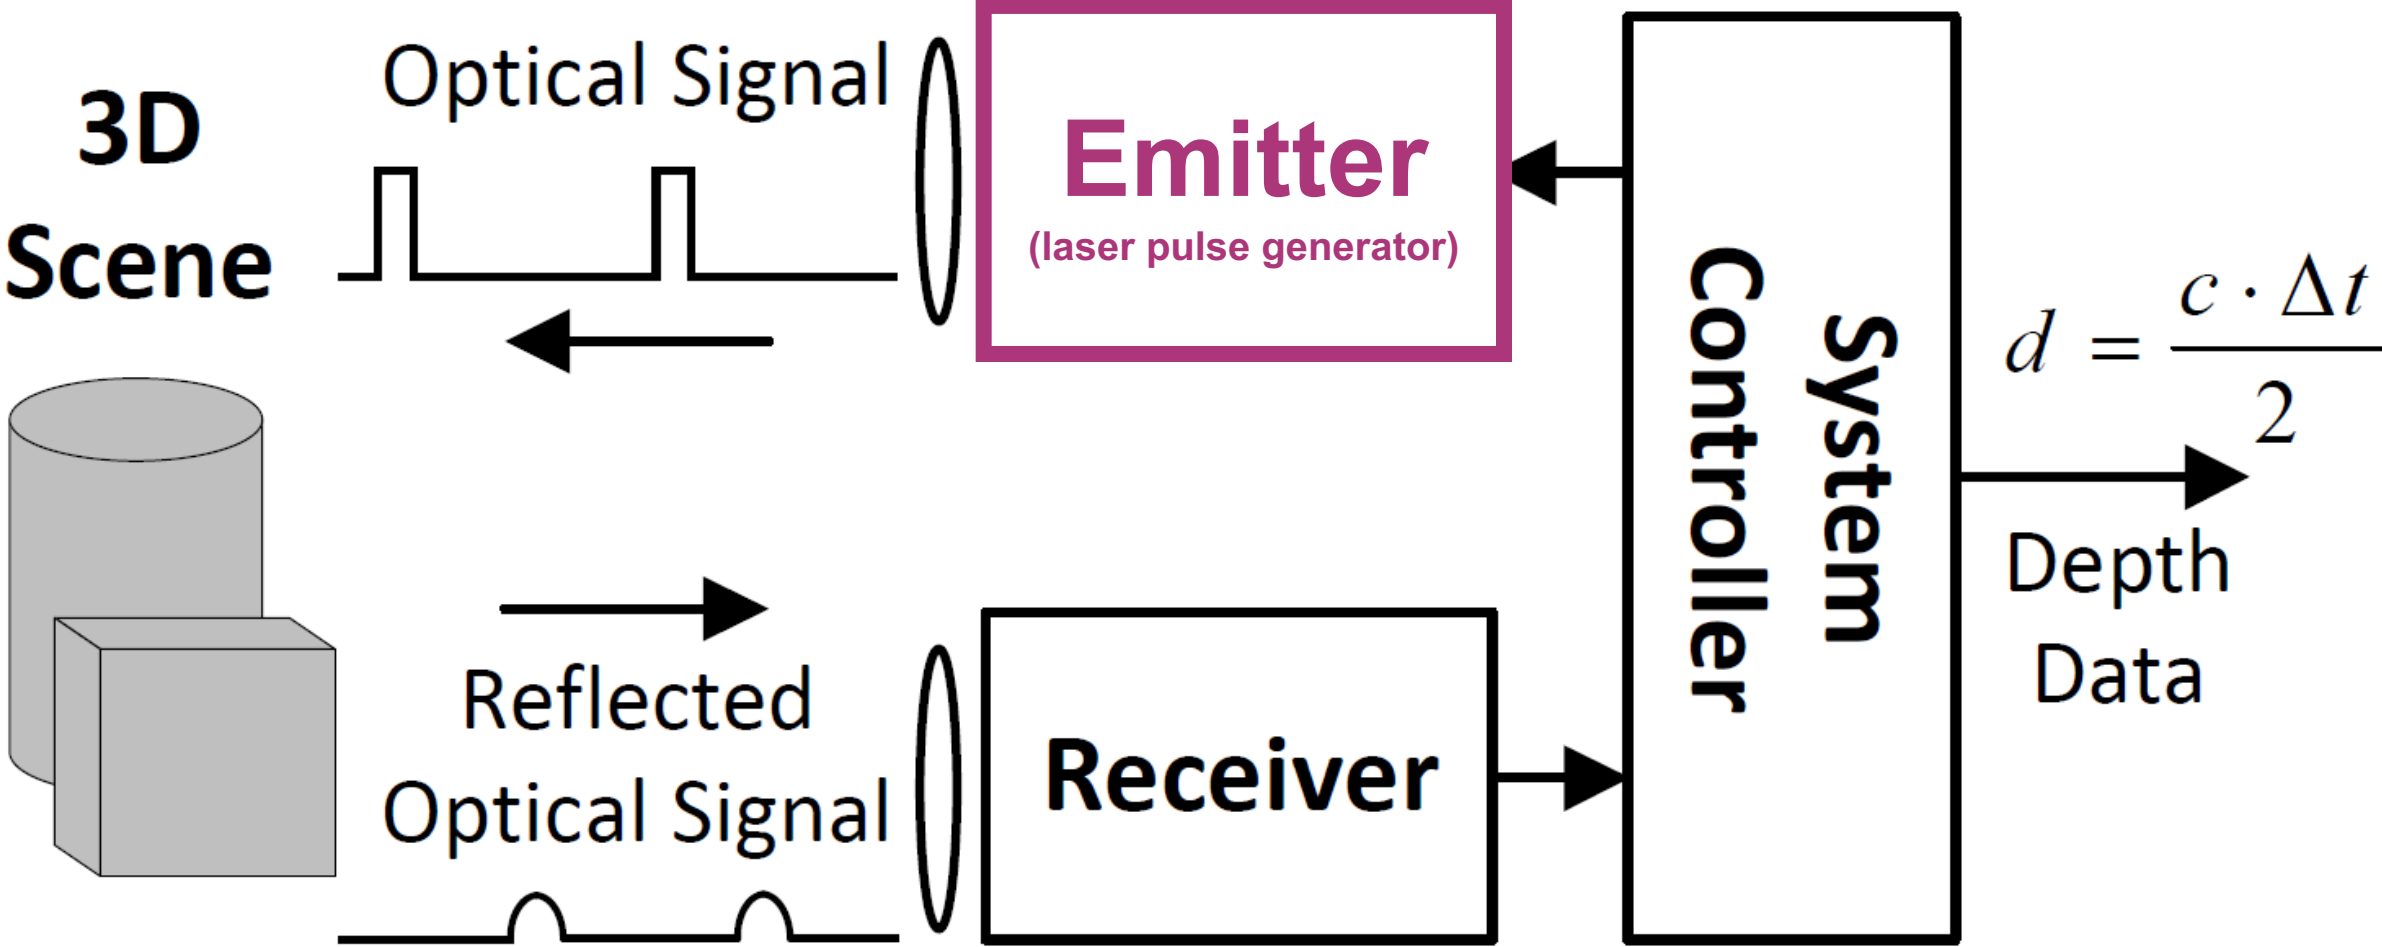 3D
Scene
Optical Signal
Emitter
(laser pulse generator)
Reflected
Optical Signal
Receiver
System
Controller
d = c · Δt / 2
Depth
Data